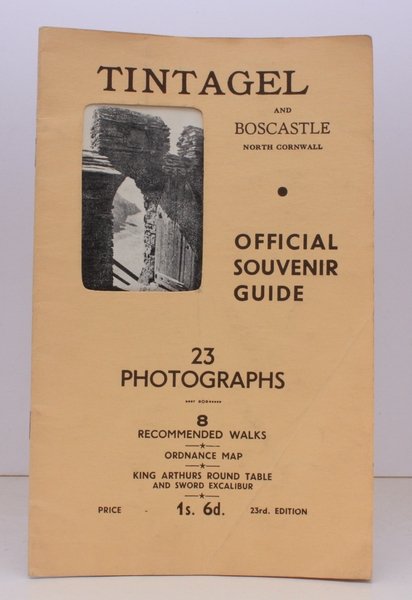 TINTAGEL
AND
BOSCASTLE
NORTH CORNWALL
OFFICIAL
SOUVENIR
GUIDE
23
PHOTOGRAPHS
8
RECOMMENDED WALKS
ORDNANCE MAP
KING ARTHURS ROUND TABLE
AND SWORD EXCALIBUR
PRICE - 1s. 6d. 23rd. EDITION